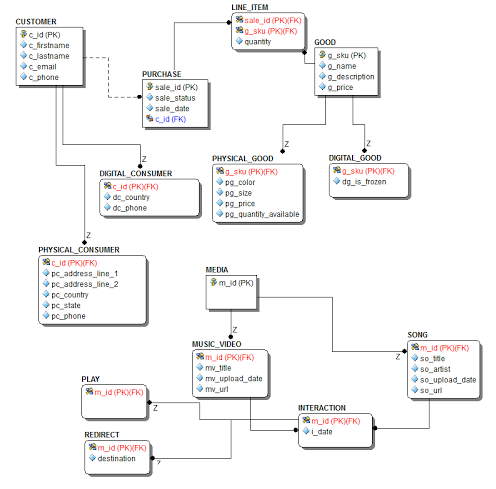 CUSTOMER
c_id (PK)
c_firstname
c_lastname
c_email
c_phone
PURCHASE
sale_id (PK)
sale_status
sale_date
c_id (FK)
LINE_ITEM
sale_id (PK)(FK)
g_sku (PK)(FK)
quantity
GOOD
g_sku (PK)
g_name
g_description
g_price
Z
Z
Z
Z
DIGITAL_CONSUMER
c_id (PK)(FK)
dc_country
dc_phone
PHYSICAL_GOOD
g_sku (PK)(FK)
pg_color
pg_size
pg_price
pg_quantity_available
DIGITAL_GOOD
g_sku (PK)(FK)
dg_is_frozen
PHYSICAL_CONSUMER
c_id (PK)(FK)
pc_address_line_1
pc_address_line_2
pc_country
pc_state
pc_phone
MEDIA
m_id (PK)
Z
Z
MUSIC_VIDEO
m_id (PK)(FK)
mv_title
mv_upload_date
mv_url
SONG
m_id (PK)(FK)
so_title
so_artist
so_upload_date
so_url
PLAY
m_id (PK)(FK)
Z
INTERACTION
m_id (PK)(FK)
i_date
REDIRECT
m_id (PK)(FK)
destination
Z